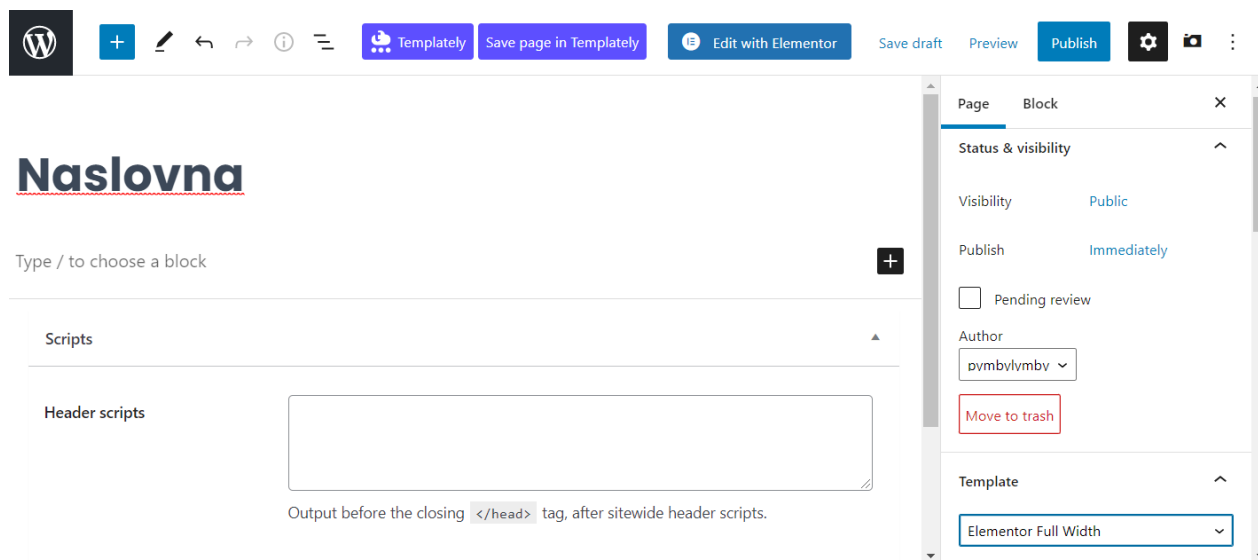 Templately Save page in Templately Edit with Elementor Save draft Preview Publish
Page Block
Status & visibility
Naslovna
Visibility Public
Publish Immediately
Type / to choose a block
Pending review
Author
pymbylymby
Scripts
Move to trash
Header scripts
Template
Output before the closing </head> tag, after sitewide header scripts.
Elementor Full Width